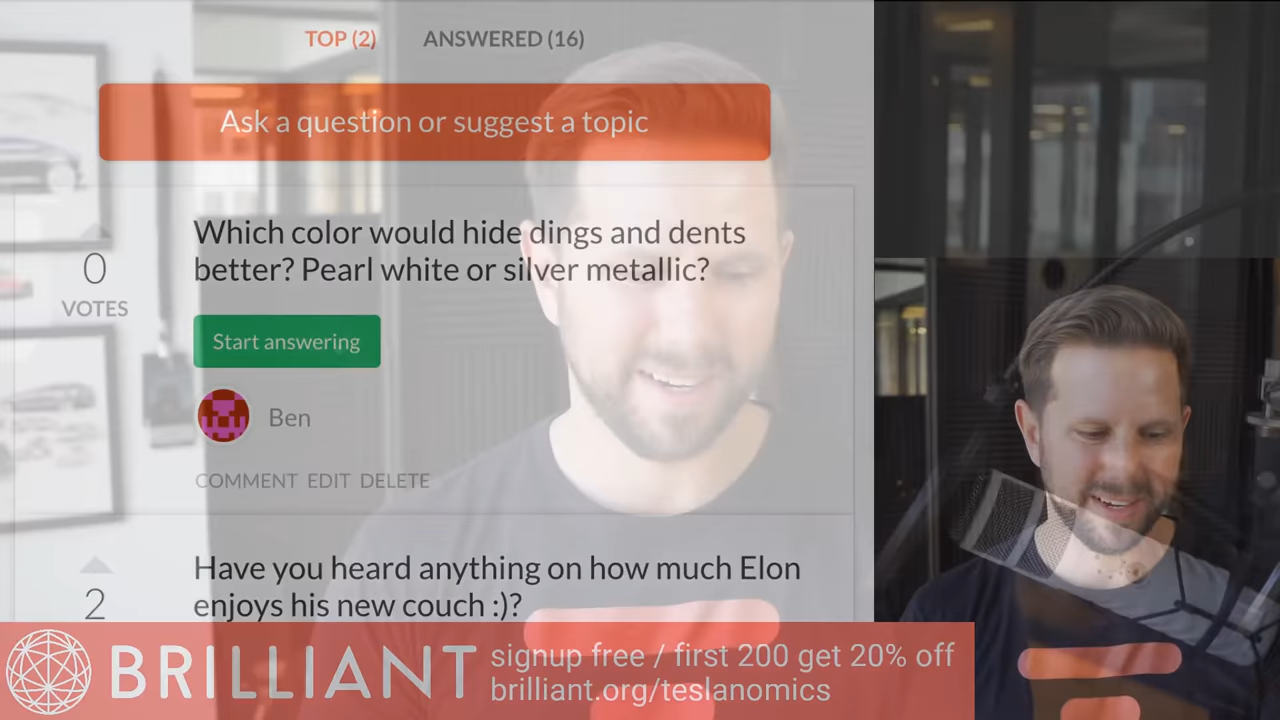 TOP (2) ANSWERED (16)
Ask a question or suggest a topic
Which color would hide dings and dents
better? Pearl white or silver metallic?
0
VOTES
Start answering
Ben
COMMENT EDIT DELETE
Have you heard anything on how much Elon
enjoys his new couch :)?
2
BRILLIANT
signup free / first 200 get 20% off
brilliant.org/teslanomics